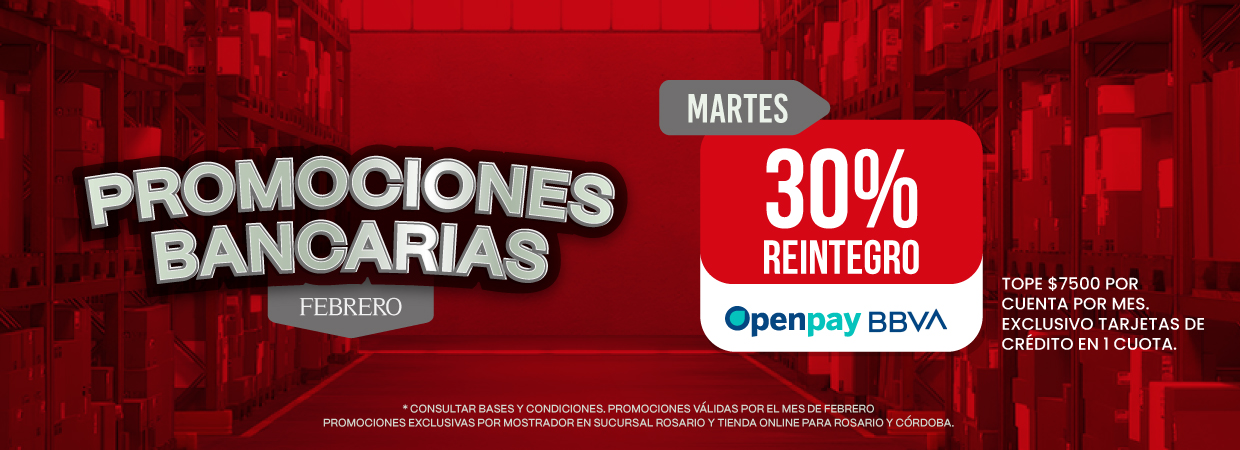 PROMOCIONES
BANCARIAS
FEBRERO
MARTES
30%
REINTEGRO
Openpay BBVA
TOPE $7500 POR
CUENTA POR MES.
EXCLUSIVO TARJETAS DE
CRÉDITO EN 1 CUOTA.
* CONSULTAR BASES Y CONDICIONES. PROMOCIONES VÁLIDAS POR EL MES DE FEBRERO
PROMOCIONES EXCLUSIVAS POR MOSTRADOR EN SUCURSAL ROSARIO Y TIENDA ONLINE PARA ROSARIO Y CÓRDOBA.